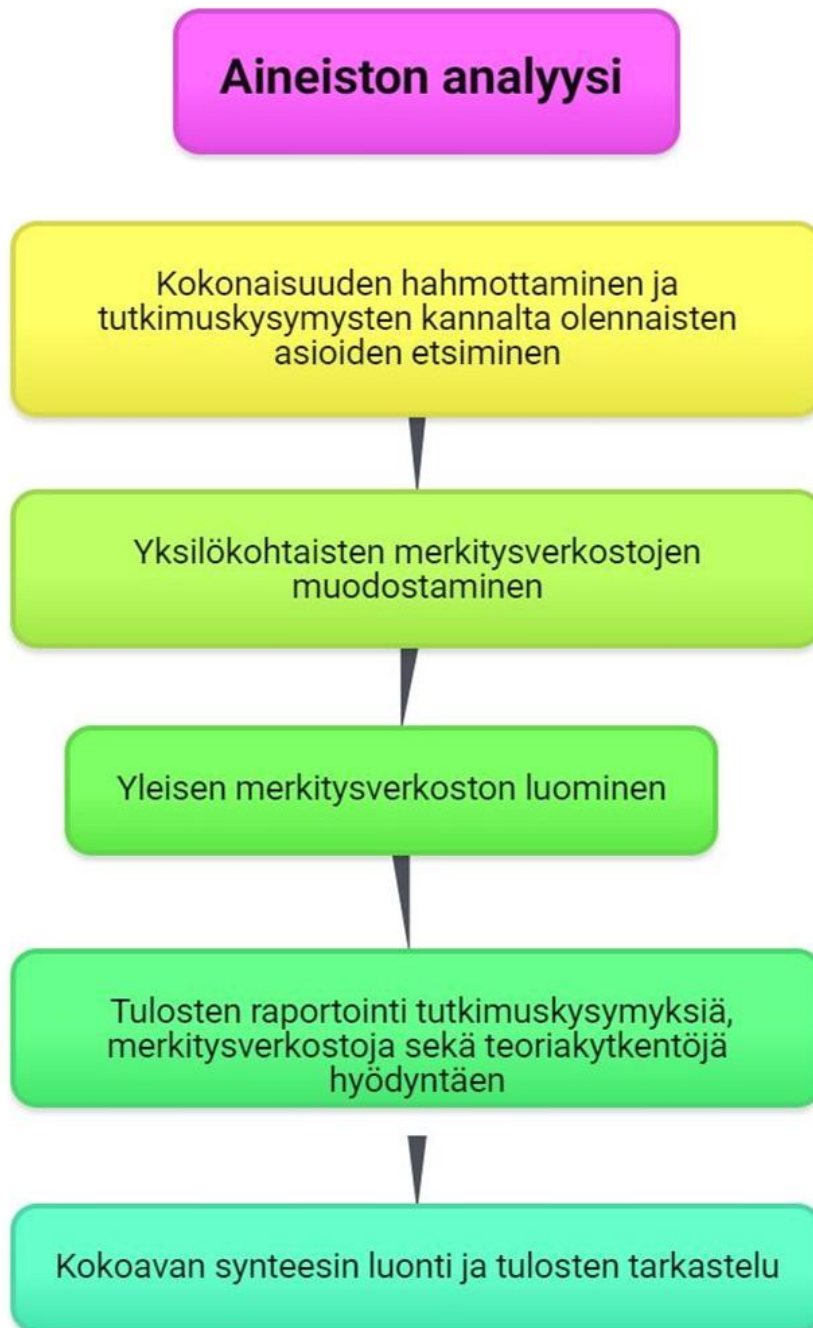 Aineiston analyysi
Kokonaisuuden hahmottaminen ja
tutkimuskysymysten kannalta olennaisten
asioiden etsiminen
Yksilökohtaisten merkitysverkostojen
muodostaminen
Yleisen merkitysverkoston luominen
Tulosten raportointi tutkimuskysymyksiä,
merkitysverkostoja sekä teoriakytkentöjä
hyödyntäen
Kokoavan synteesin luonti ja tulosten tarkastelu